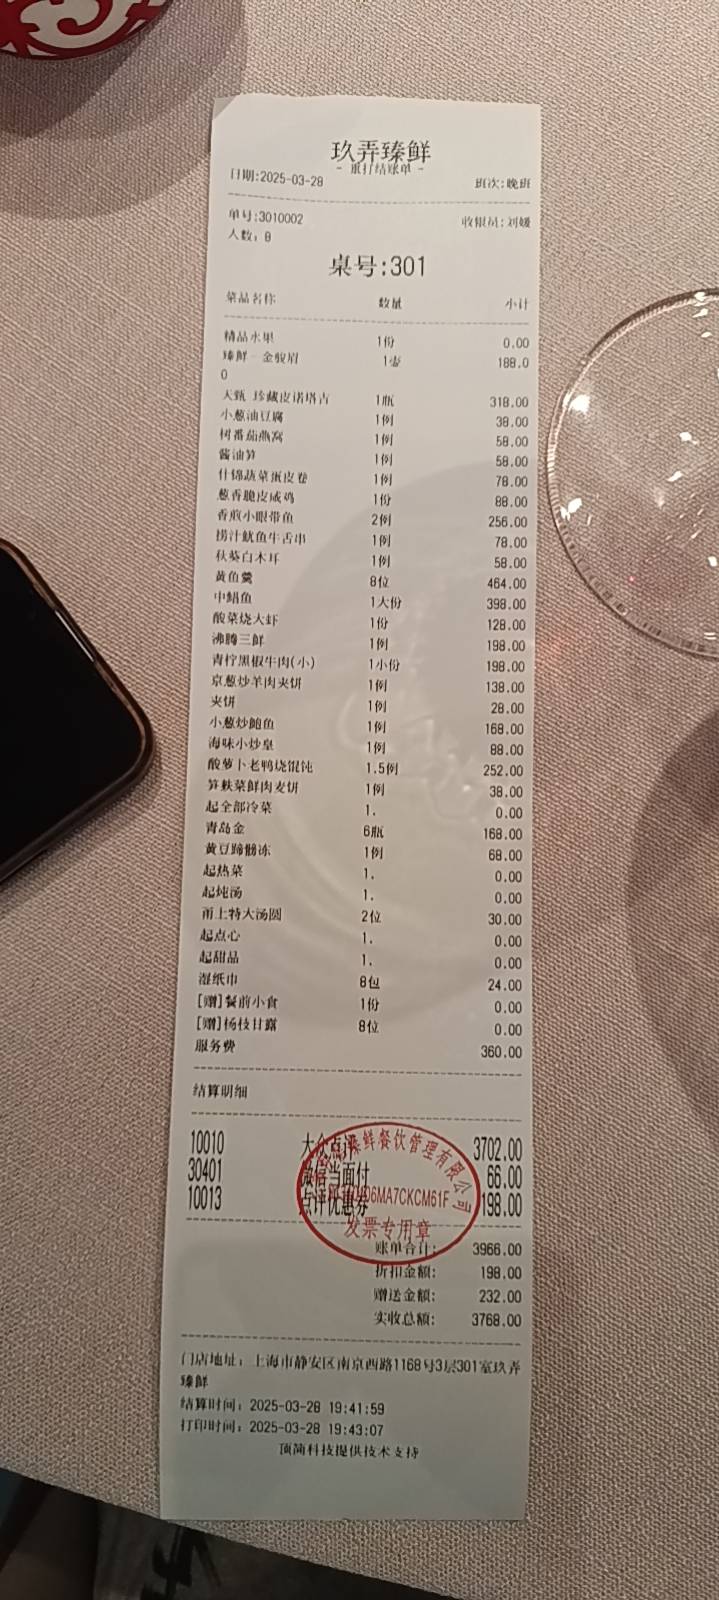 玖弄臻鲜
- 重打结账单 -
日期:2025-03-28 班次:晚班
单号:3010002 收银员:刘媛
人数: 8
桌号:301
菜品名称 数量 小计
精品水果 1份 0.00
臻鲜 金骏眉 1壶 188.0
0
天甄 珍藏皮诺塔吉 1瓶 318.00
小葱油豆腐 1例 38.00
树番茄燕窝 1例 58.00
酱油笋 1例 58.00
什锦蔬菜蛋皮卷 1例 78.00
葱香脆皮咸鸡 1份 88.00
香煎小眼带鱼 2例 256.00
捞汁鱿鱼牛舌串 1例 78.00
秋葵白木耳 1例 58.00
黄鱼羹 8位 464.00
中鲳鱼 1大份 398.00
酸菜烧大虾 1份 128.00
沸腾三鲜 1例 198.00
青柠黑椒牛肉(小) 1小份 198.00
京葱炒羊肉夹饼 1例 138.00
夹饼 1例 28.00
小葱炒鲍鱼 1例 168.00
海味小炒皇 1例 88.00
酸萝卜老鸭烧馄饨 1.5例 252.00
笋麸菜鲜肉麦饼 1例 38.00
起全部冷菜 1. 0.00
青岛金 6瓶 168.00
黄豆蹄髈冻 1例 68.00
起热菜 1. 0.00
起炖汤 1. 0.00
甬上特大汤圆 2位 30.00
起点心 1. 0.00
起甜品 1. 0.00
湿纸巾 8包 24.00
[赠]餐前小食 1份 0.00
[赠]杨枝甘露 8位 0.00
服务费 360.00
结算明细
10010 大众点评 3702.00
30401 微信当面付 66.00
10013 点评优惠券 198.00
鲜餐饮管理有限公司
D6MA7CKCM61F
发票专用章
账单合计: 3966.00
折扣金额: 198.00
赠送金额: 232.00
实收总额: 3768.00
门店地址: 上海市静安区南京西路1168号3层301室玖弄
臻鲜
结算时间: 2025-03-28 19:41:59
打印时间: 2025-03-28 19:43:07
顶简科技提供技术支持